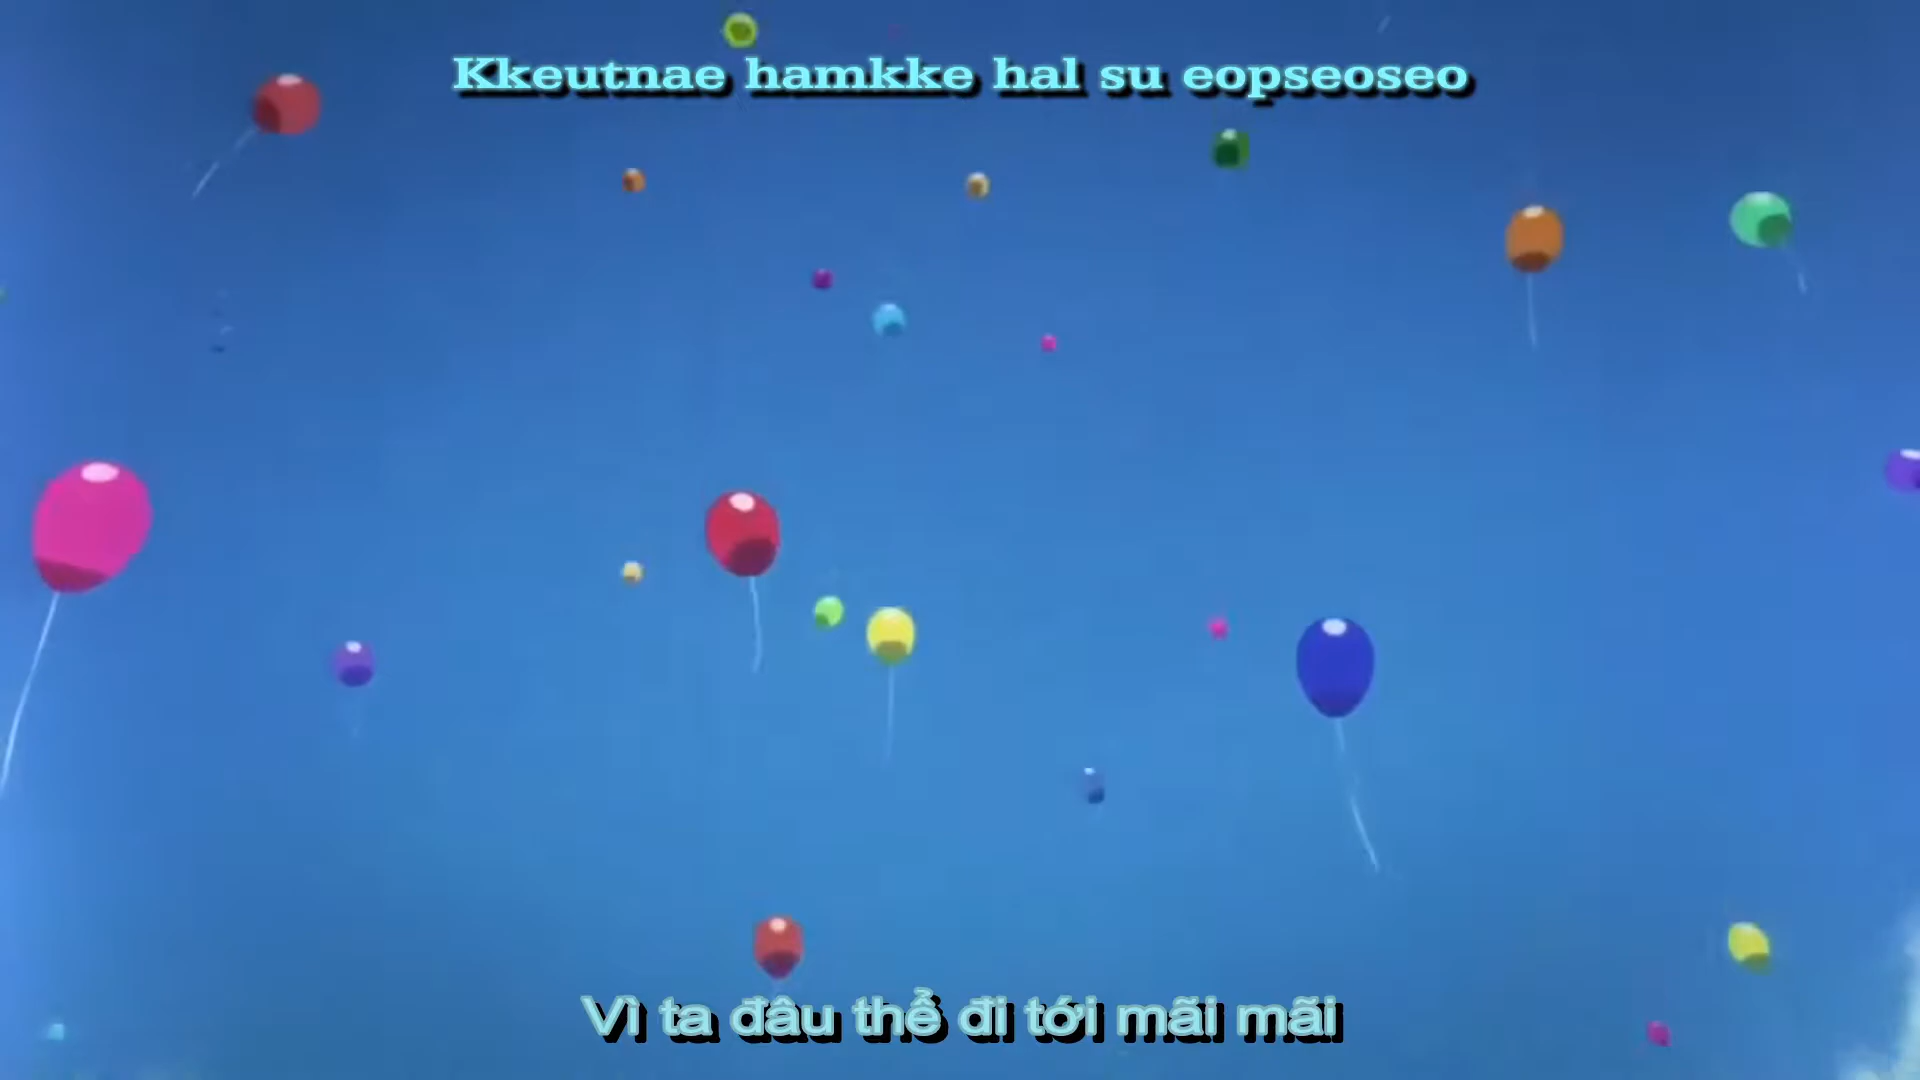 Kkeutnae hamkke hal su eopseoseo
Vì ta đâu thể đi tới mãi mãi